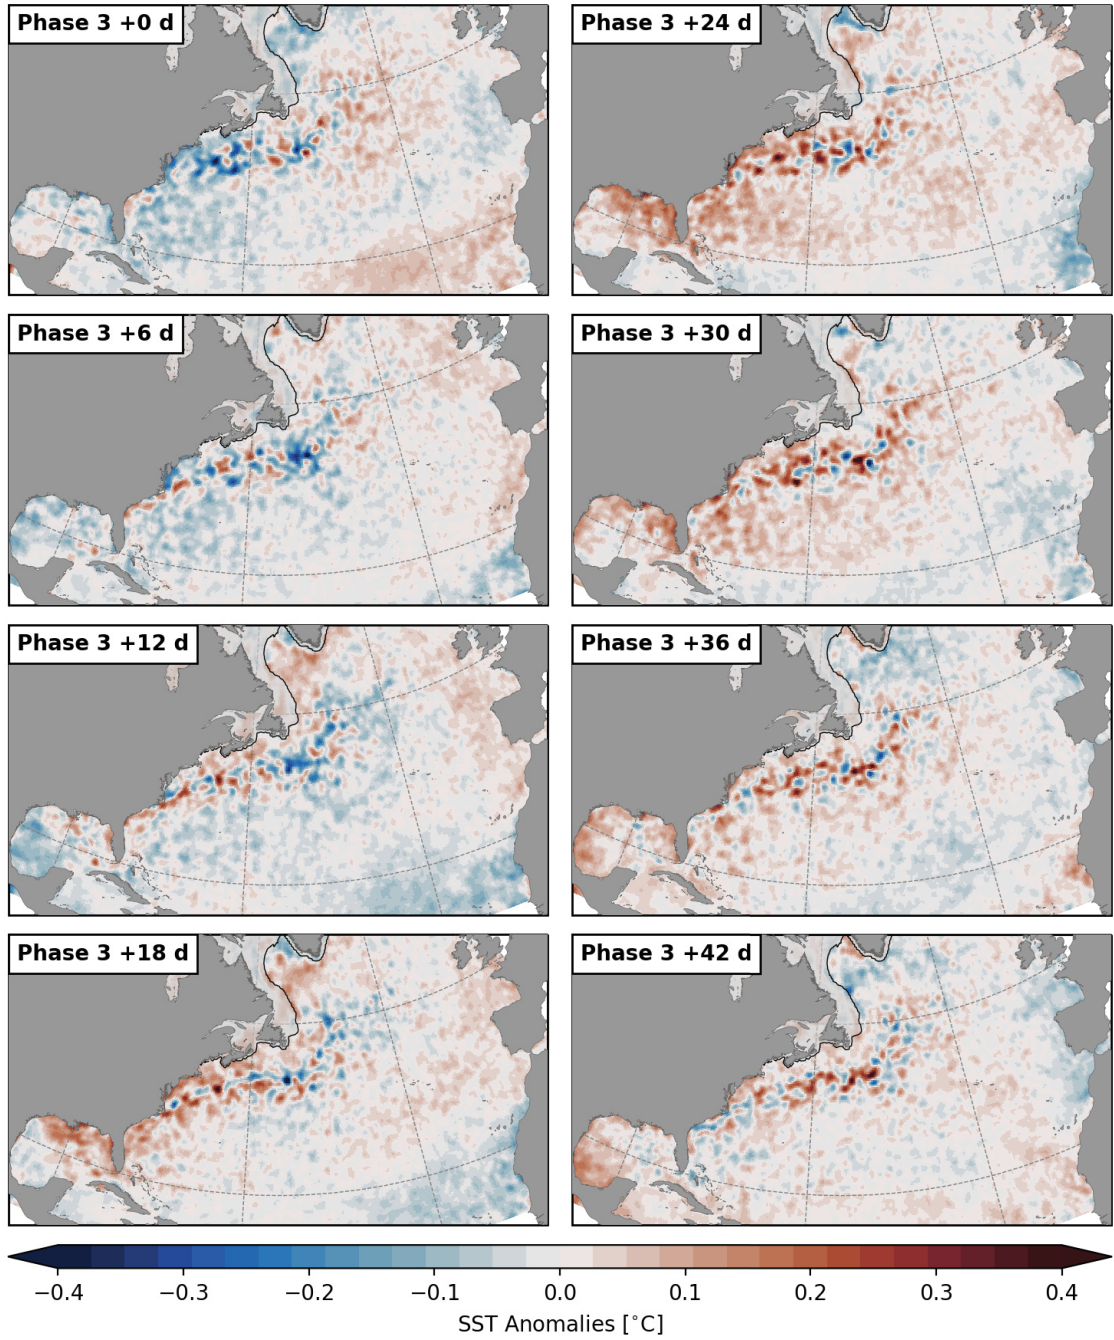 Phase 3 +0 d
Phase 3 +24 d
Phase 3 +6 d
Phase 3 +30 d
Phase 3 +12 d
Phase 3 +36 d
Phase 3 +18 d
Phase 3 +42 d
−0.4 −0.3 −0.2 −0.1 0.0 0.1 0.2 0.3 0.4
SST Anomalies [°C]